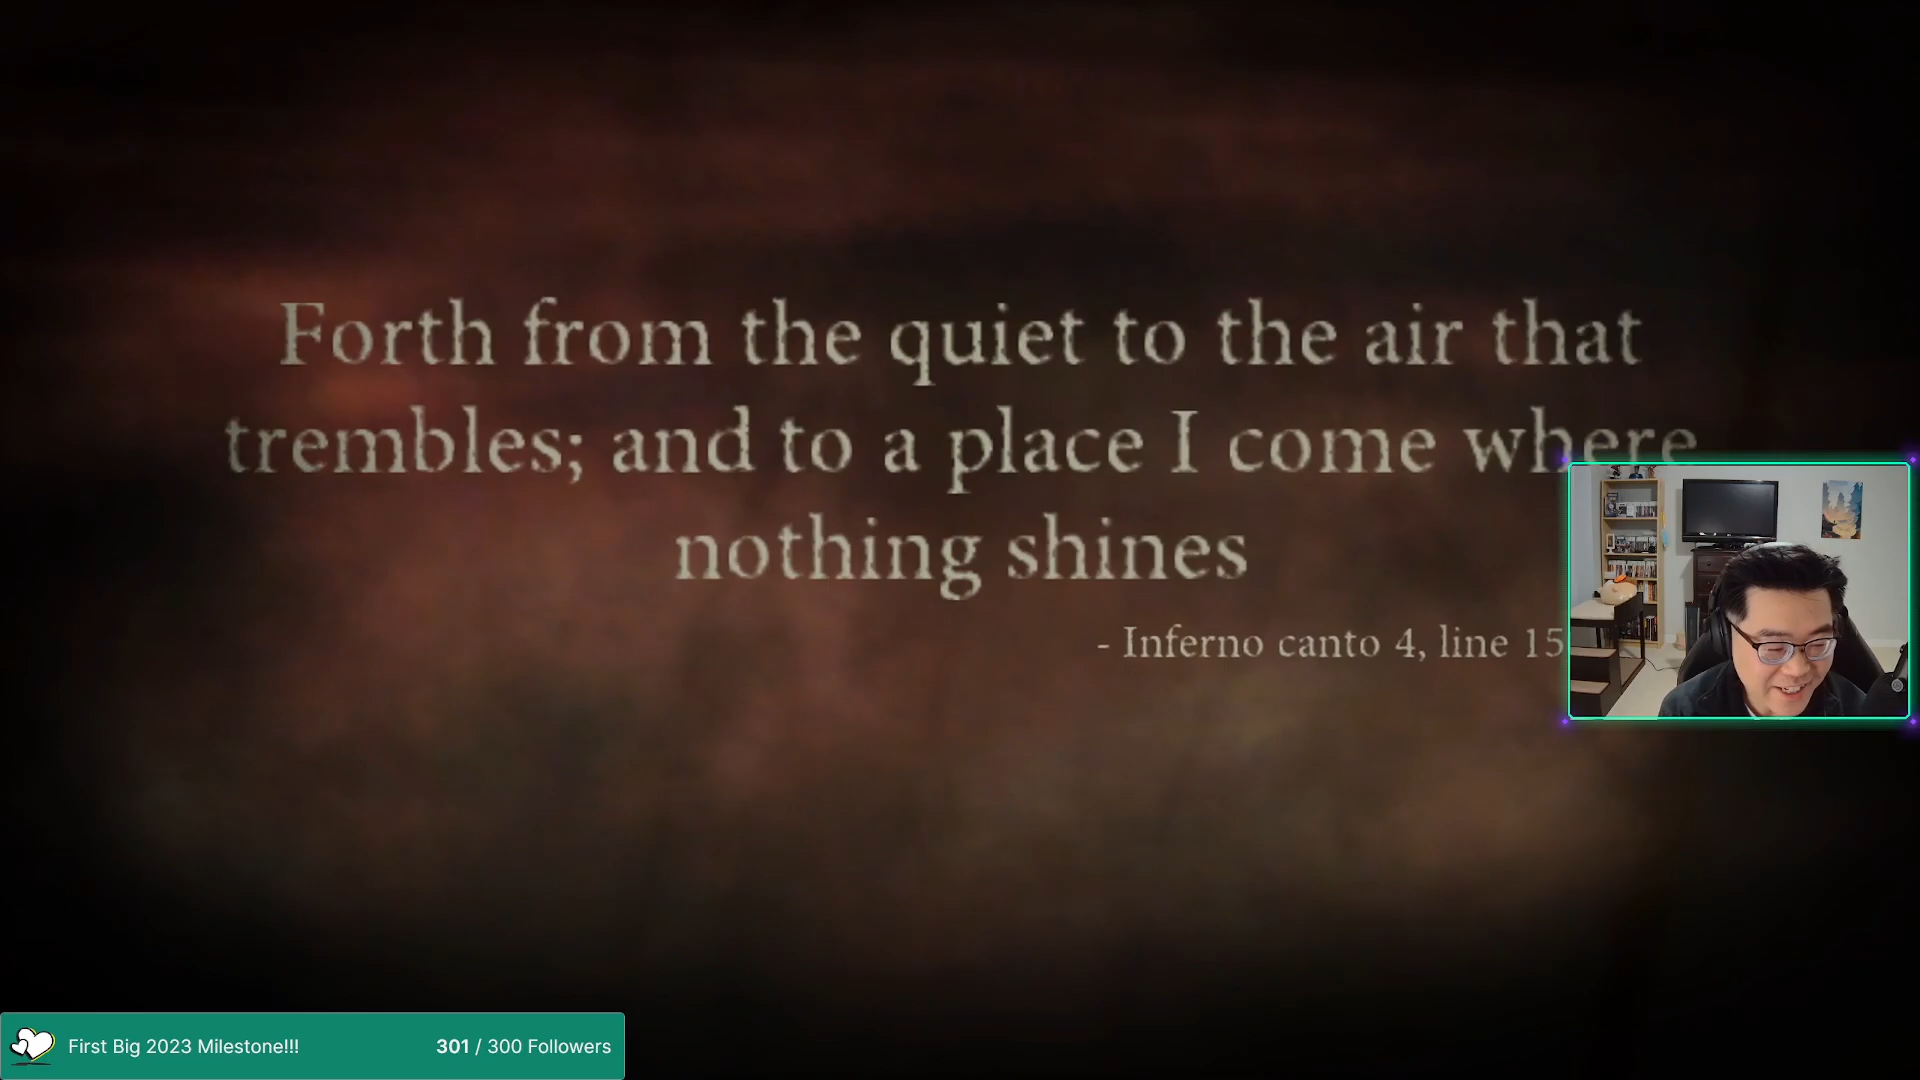 Forth from the quiet to the air that
trembles; and to a place I come where
nothing shines
- Inferno canto 4, line 15
First Big 2023 Milestone!!!
301 / 300 Followers